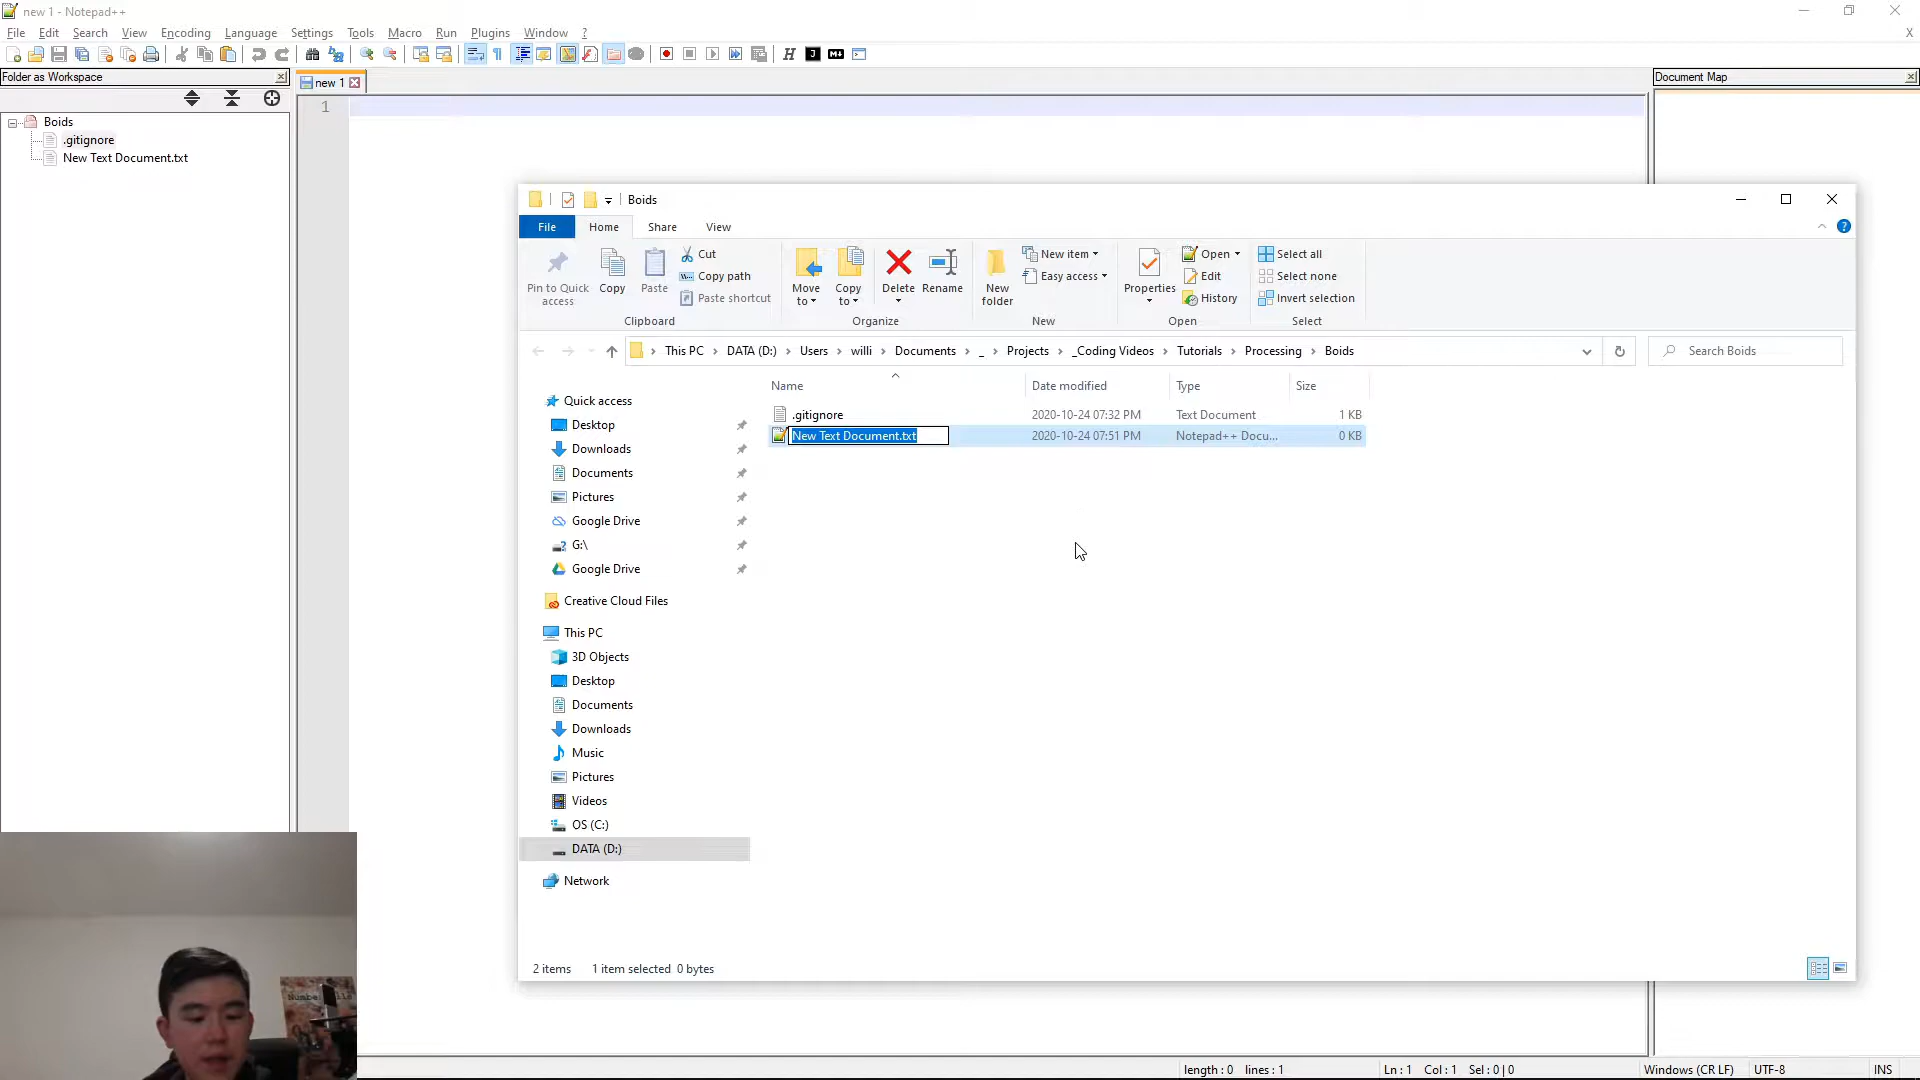 new 1 - Notepad++
File Edit Search View Encoding Language Settings Tools Macro Run Plugins Window ?
X
Folder as Workspace
new 1
Document Map
1
Boids
.gitignore
New Text Document.txt
Boids
File Home Share View
Pin to Quick access
Copy
Paste
Cut
Copy path
Paste shortcut
Clipboard
Move to
Copy to
Delete
Rename
Organize
New folder
New item
Easy access
New
Properties
Open
Edit
History
Open
Select all
Select none
Invert selection
Select
This PC > DATA (D:) > Users > willi > Documents > _ > Projects > _Coding Videos > Tutorials > Processing > Boids
Search Boids
Name Date modified Type Size
.gitignore 2020-10-24 07:32 PM Text Document 1 KB
New Text Document.txt 2020-10-24 07:51 PM Notepad++ Docu... 0 KB
Quick access
Desktop
Downloads
Documents
Pictures
Google Drive
G:\
Google Drive
Creative Cloud Files
This PC
3D Objects
Desktop
Documents
Downloads
Music
Pictures
Videos
OS (C:)
DATA (D:)
Network
2 items 1 item selected 0 bytes
length : 0 lines : 1 Ln : 1 Col : 1 Sel : 0 | 0 Windows (CR LF) UTF-8 INS